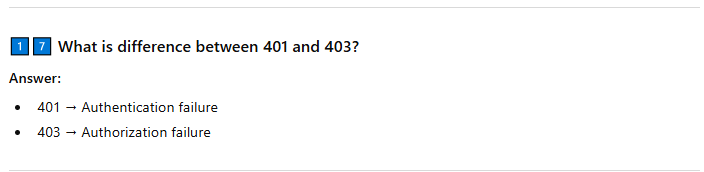 1️⃣7️⃣ What is difference between 401 and 403?
Answer:
• 401 → Authentication failure
• 403 → Authorization failure